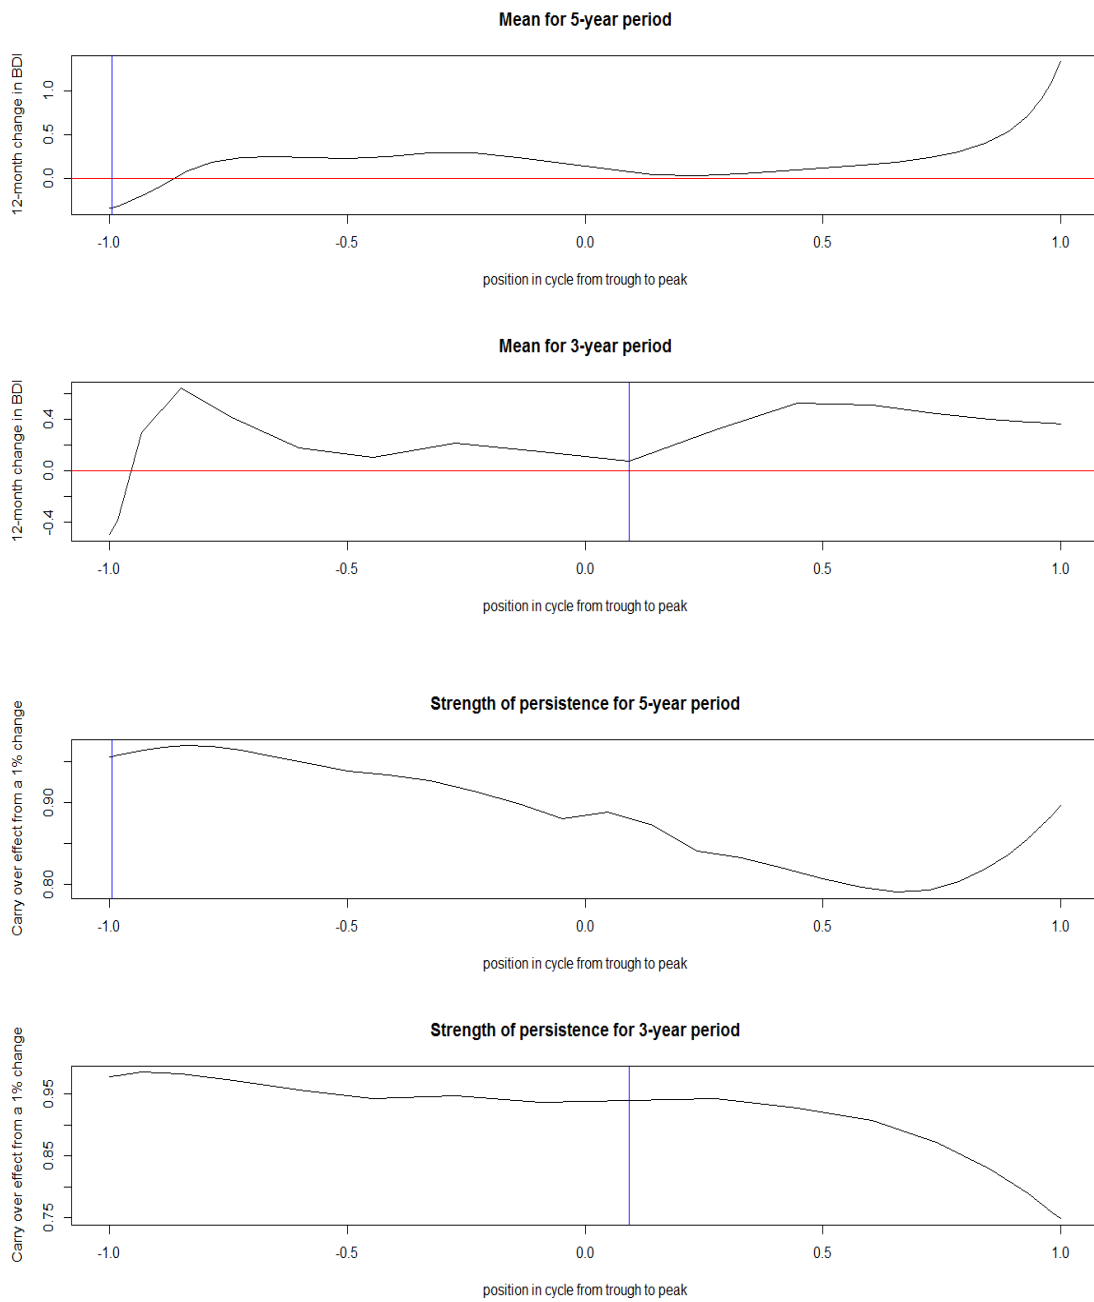 Mean for 5-year period
12-month change in BDI
0.0 0.5 1.0
-1.0 -0.5 0.0 0.5 1.0
position in cycle from trough to peak
Mean for 3-year period
12-month change in BDI
-0.4 0.0 0.4
-1.0 -0.5 0.0 0.5 1.0
position in cycle from trough to peak
Strength of persistence for 5-year period
Carry over effect from a 1% change
0.80 0.90
-1.0 -0.5 0.0 0.5 1.0
position in cycle from trough to peak
Strength of persistence for 3-year period
Carry over effect from a 1% change
0.75 0.85 0.95
-1.0 -0.5 0.0 0.5 1.0
position in cycle from trough to peak